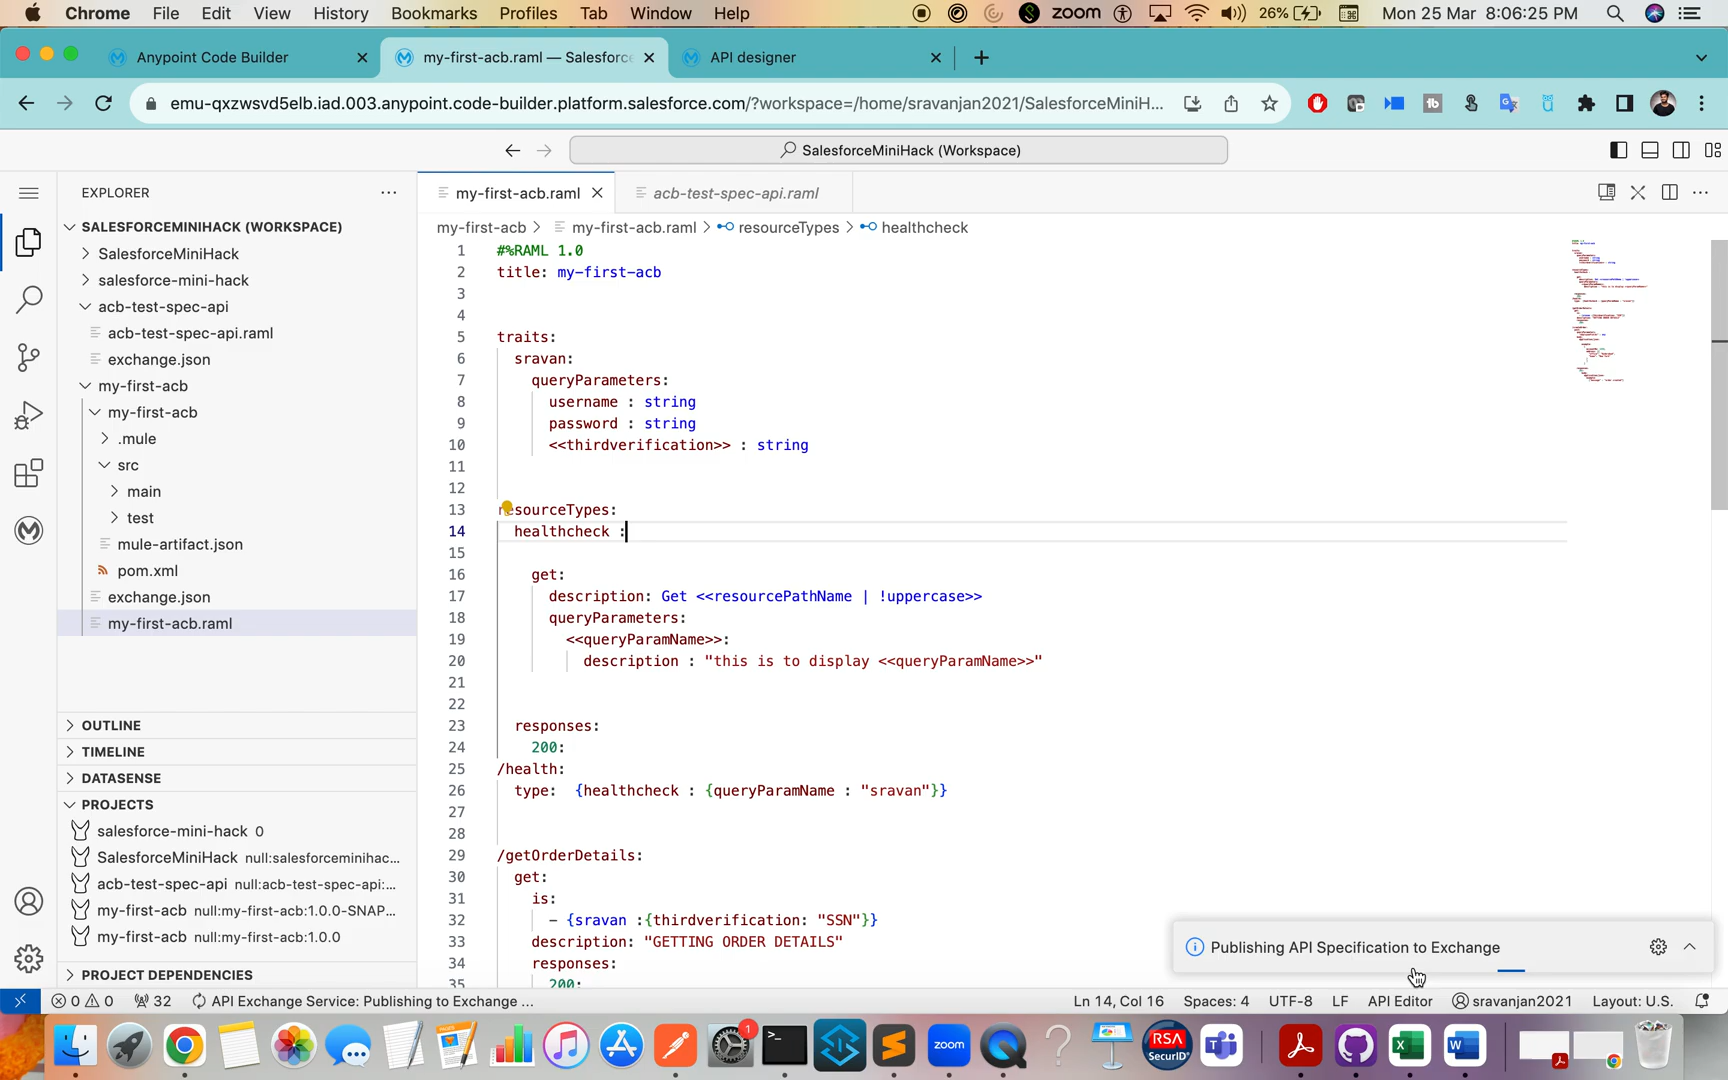 Chrome File Edit View History Bookmarks Profiles Tab Window Help zoom 26% Mon 25 Mar 8:06:25 PM
Anypoint Code Builder my-first-acb.raml — Salesforc API designer
emu-qxzwsvd5elb.iad.003.anypoint.code-builder.platform.salesforce.com/?workspace=/home/sravanjan2021/SalesforceMiniH...
SalesforceMiniHack (Workspace)
EXPLORER
my-first-acb.raml acb-test-spec-api.raml
SALESFORCEMINIHACK (WORKSPACE)
SalesforceMiniHack
salesforce-mini-hack
acb-test-spec-api
acb-test-spec-api.raml
exchange.json
my-first-acb
my-first-acb
.mule
src
main
test
mule-artifact.json
pom.xml
exchange.json
my-first-acb.raml
OUTLINE
TIMELINE
DATASENSE
PROJECTS
salesforce-mini-hack 0
SalesforceMiniHack null:salesforceminihac...
acb-test-spec-api null:acb-test-spec-api:...
my-first-acb null:my-first-acb:1.0.0-SNAP...
my-first-acb null:my-first-acb:1.0.0
PROJECT DEPENDENCIES
my-first-acb > my-first-acb.raml > resourceTypes > healthcheck
1 #%RAML 1.0
2 title: my-first-acb
3
4
5 traits:
6 sravan:
7 queryParameters:
8 username : string
9 password : string
10 <<thirdverification>> : string
11
12
13 resourceTypes:
14 healthcheck :
15
16 get:
17 description: Get <<resourcePathName | !uppercase>>
18 queryParameters:
19 <<queryParamName>>:
20 description : "this is to display <<queryParamName>>"
21
22
23 responses:
24 200:
25 /health:
26 type: {healthcheck : {queryParamName : "sravan"}}
27
28
29 /getOrderDetails:
30 get:
31 is:
32 - {sravan :{thirdverification: "SSN"}}
33 description: "GETTING ORDER DETAILS"
34 responses:
35 200:
Publishing API Specification to Exchange
0 0 32 API Exchange Service: Publishing to Exchange ... Ln 14, Col 16 Spaces: 4 UTF-8 LF API Editor sravanjan2021 Layout: U.S.
1 zoom RSA SecurID